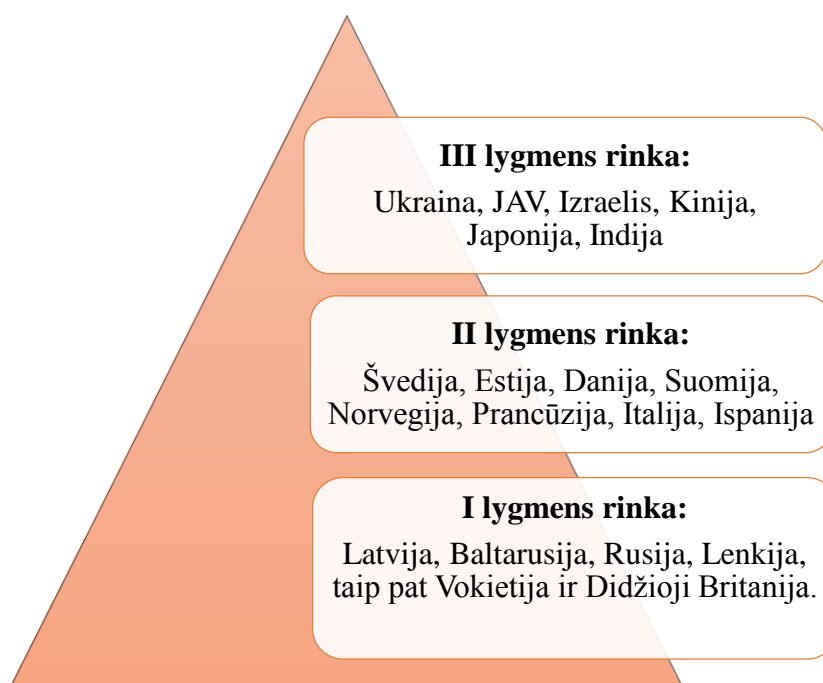 III lygmens rinka:
Ukraina, JAV, Izraelis, Kinija,
Japonija, Indija
II lygmens rinka:
Švedija, Estija, Danija, Suomija,
Norvegija, Prancūzija, Italija, Ispanija
I lygmens rinka:
Latvija, Baltarusija, Rusija, Lenkija,
taip pat Vokietija ir Didžioji Britanija.